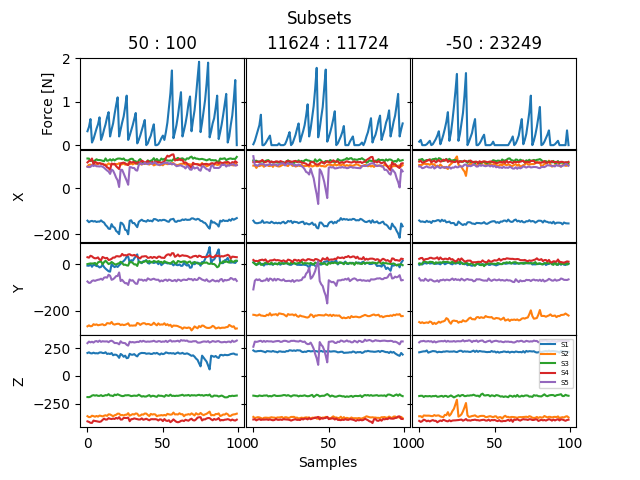 Subsets
50 : 100 11624 : 11724 -50 : 23249
Force [N]
2
1
0
X
0
−200
Y
0
−200
Z
250
0
−250
S1
S2
S3
S4
S5
0 50 100 0 50 100 0 50 100
Samples